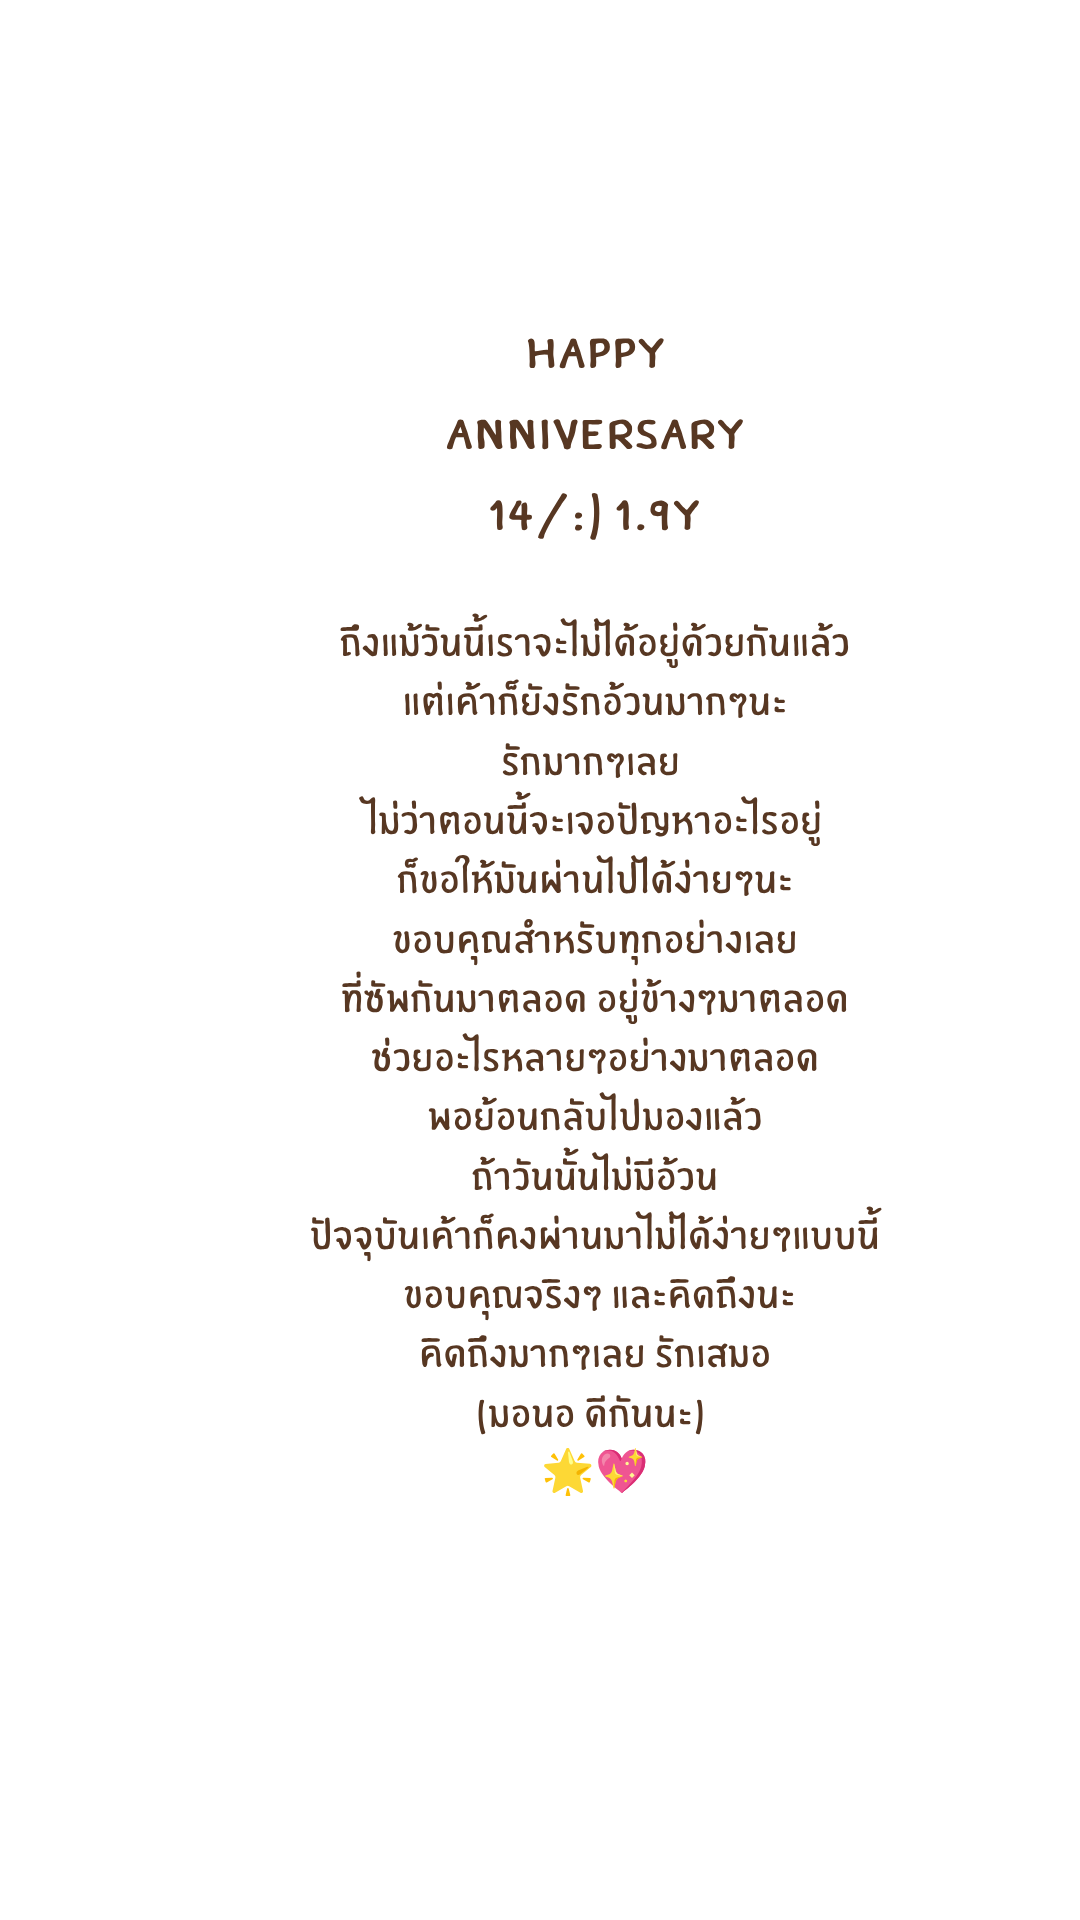 HAPPY
ANNIVERSARY
14/:) 1.9Y
ถึงแม้วันนี้เราจะไม่ได้อยู่ด้วยกันแล้ว
แต่เค้าก็ยังรักอ้วนมากๆนะ
รักมากๆเลย
ไม่ว่าตอนนี้จะเจอปัญหาอะไรอยู่
ก็ขอให้มันผ่านไปได้ง่ายๆนะ
ขอบคุณสำหรับทุกอย่างเลย
ที่ซัพกันมาตลอด อยู่ข้างๆมาตลอด
ช่วยอะไรหลายๆอย่างมาตลอด
พอย้อนกลับไปมองแล้ว
ถ้าวันนั้นไม่มีอ้วน
ปัจจุบันเค้าก็คงผ่านมาไม่ได้ง่ายๆแบบนี้
ขอบคุณจริงๆ และคิดถึงนะ
คิดถึงมากๆเลย รักเสมอ
(มอนอ ดีกันนะ)
🌟💖